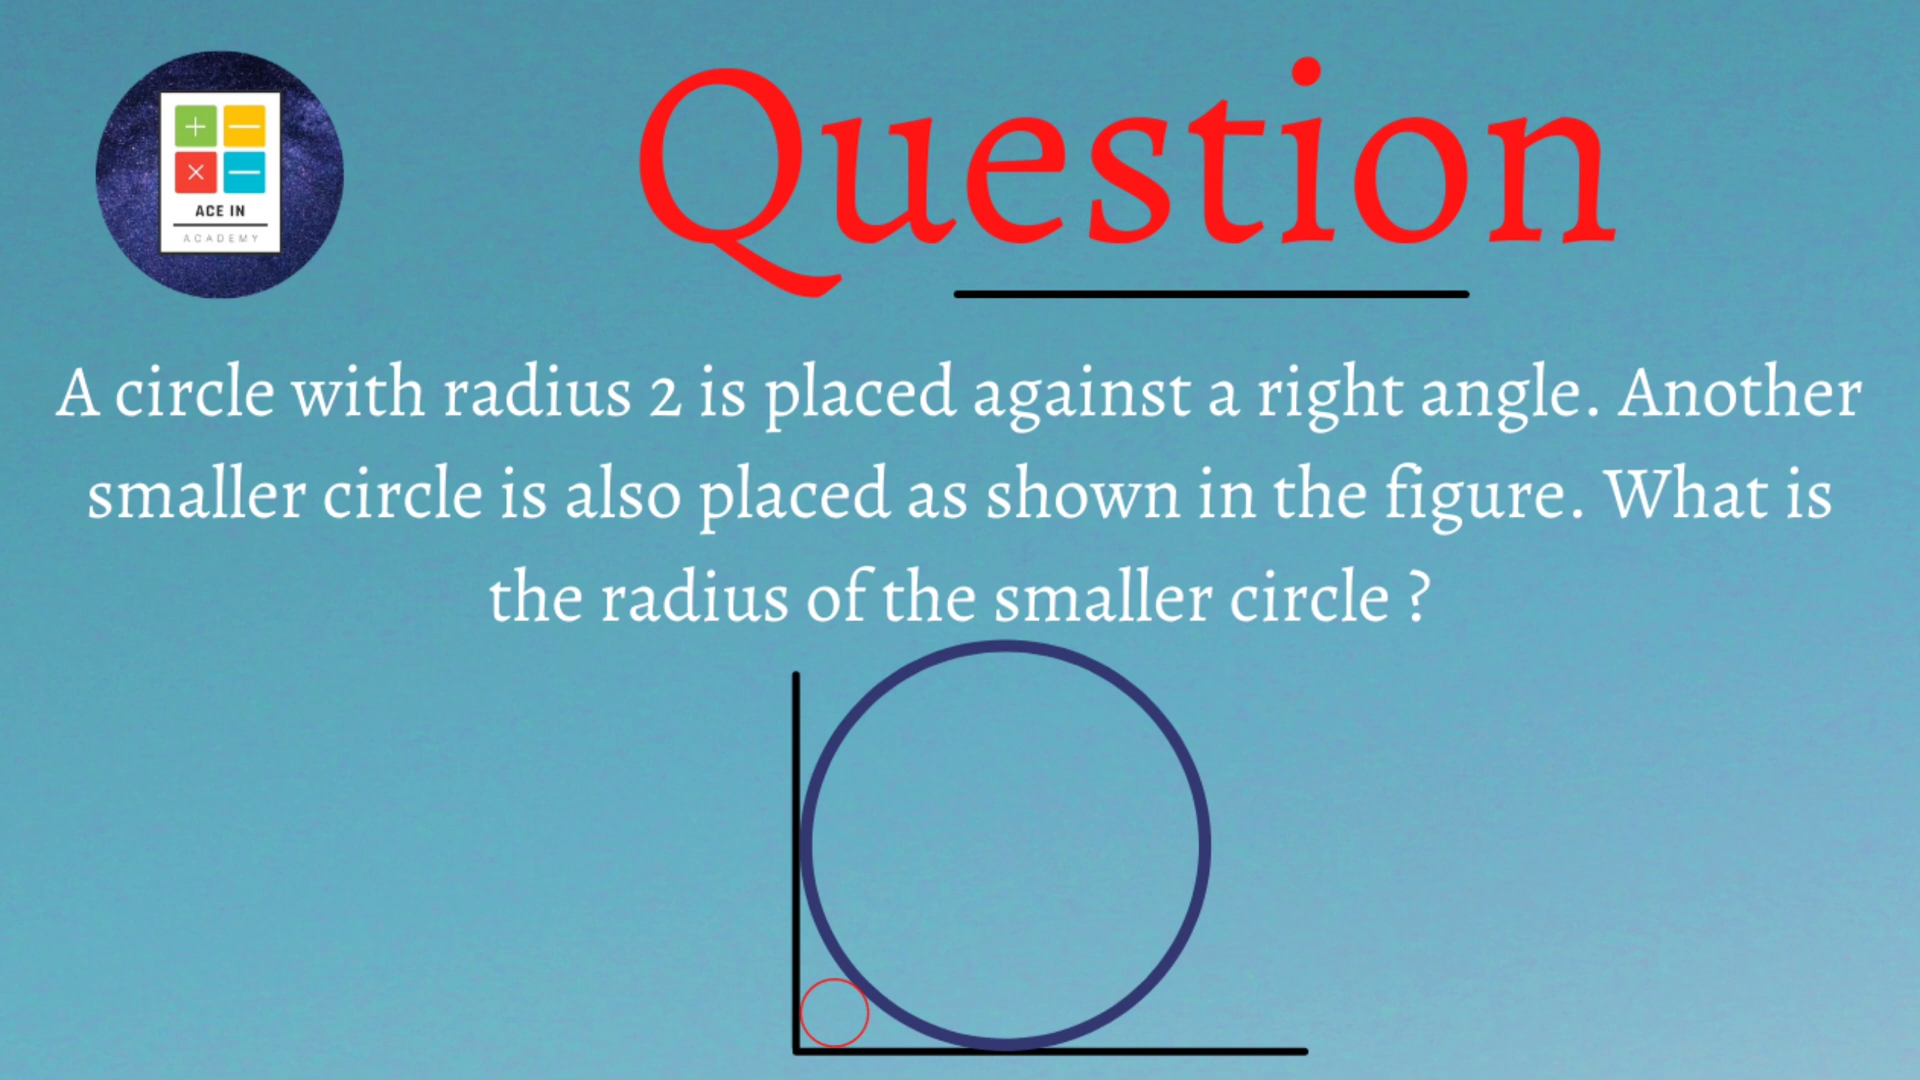 + —
× —
ACE IN
ACADEMY
Question
A circle with radius 2 is placed against a right angle. Another
smaller circle is also placed as shown in the figure. What is
the radius of the smaller circle ?